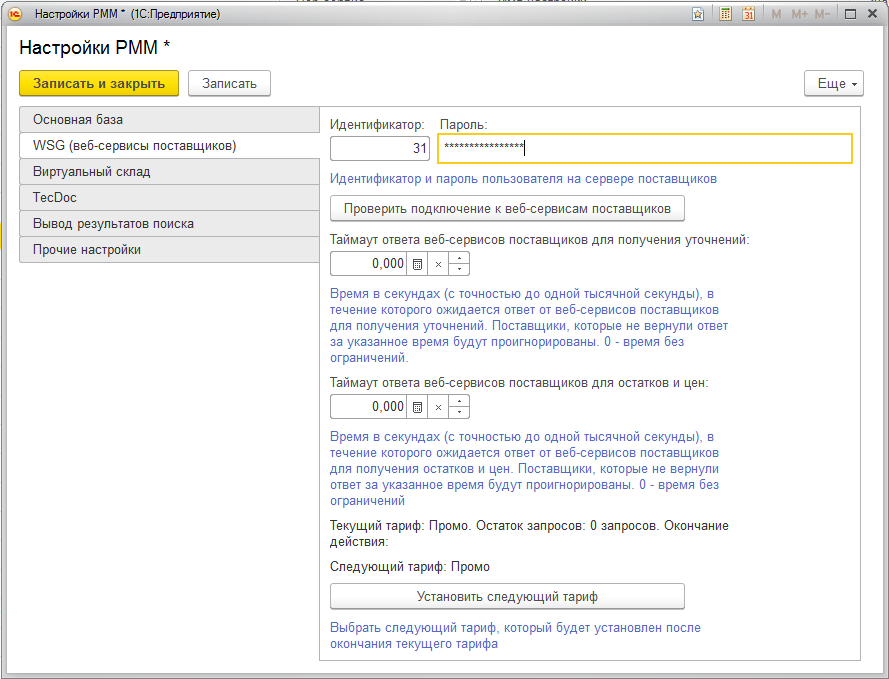 Настройки РММ * (1С:Предприятие)
M M+ M-
Настройки РММ *
Записать и закрыть
Записать
Еще
Основная база
WSG (веб-сервисы поставщиков)
Виртуальный склад
TecDoc
Вывод результатов поиска
Прочие настройки
Идентификатор: Пароль:
31 ****************
Идентификатор и пароль пользователя на сервере поставщиков
Проверить подключение к веб-сервисам поставщиков
Таймаут ответа веб-сервисов поставщиков для получения уточнений:
0,000
Время в секундах (с точностью до одной тысячной секунды), в
течение которого ожидается ответ от веб-сервисов поставщиков
для получения уточнений. Поставщики, которые не вернули ответ
за указанное время будут проигнорированы. 0 - время без
ограничений.
Таймаут ответа веб-сервисов поставщиков для остатков и цен:
0,000
Время в секундах (с точностью до одной тысячной секунды), в
течение которого ожидается ответ от веб-сервисов поставщиков
для получения остатков и цен. Поставщики, которые не вернули
ответ за указанное время будут проигнорированы. 0 - время без
ограничений
Текущий тариф: Промо. Остаток запросов: 0 запросов. Окончание
действия:
Следующий тариф: Промо
Установить следующий тариф
Выбрать следующий тариф, который будет установлен после
окончания текущего тарифа